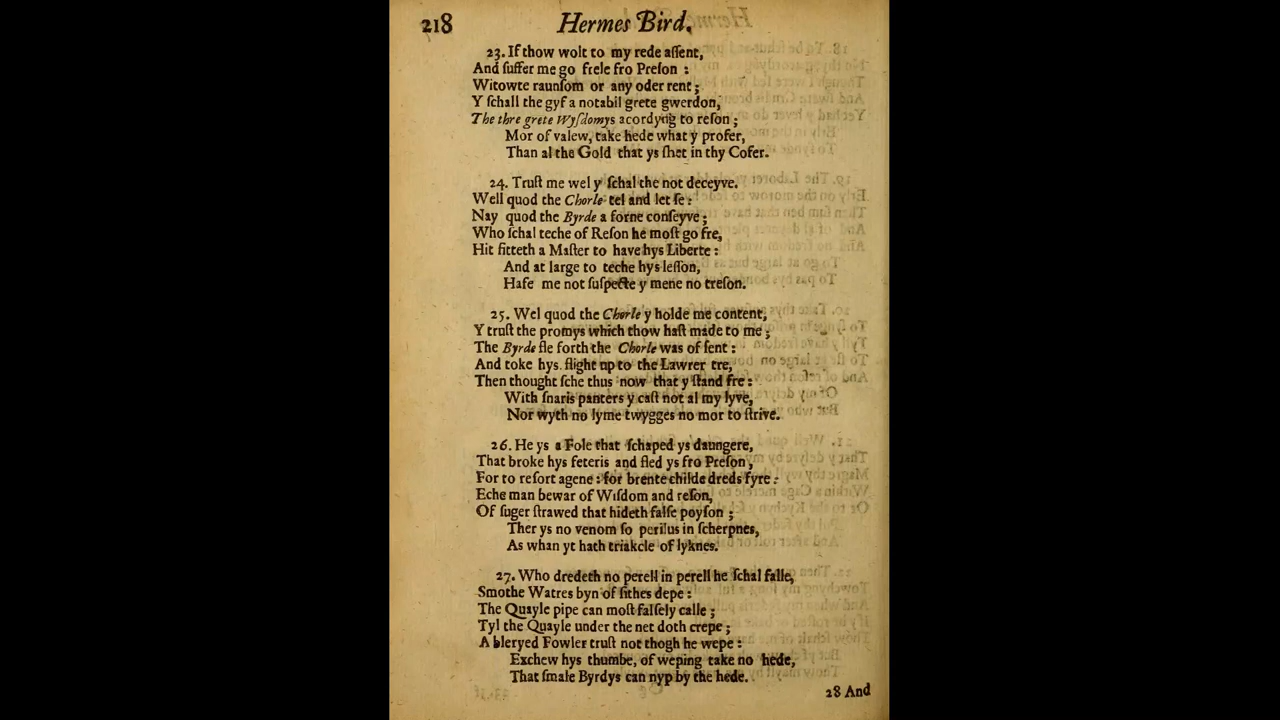 218 Hermes Bird.
23. If thow wolt to my rede aſſent,
And ſuffer me go frele fro Preſon :
Witowte raunſom or any oder rent ;
Y ſchall the gyf a notabil grete gwerdon,
The thre grete Wyſdomys acordyng to reſon ;
Mor of valew, take hede what y profer,
Than al the Gold that ys ſhet in thy Cofer.
24. Truſt me wel y ſchal the not deceyve.
Well quod the Chorle tel and let ſe :
Nay quod the Byrde a forne conſeyve ;
Who ſchal teche of Reſon he moſt go fre,
Hit fitteth a Maſter to have hys Liberte :
And at large to teche hys leſſon,
Hafe me not ſuſpecte y mene no treſon.
25. Wel quod the Chorle y holde me content,
Y truſt the promys which thow haſt made to me ;
The Byrde fle forth the Chorle was of ſent :
And toke hys flight up to the Lawrer tre,
Then thought ſche thus now that y ſtand fre :
With ſnaris panters y caſt not al my lyve,
Nor wyth no lyme twygges no mor to ſtrive.
26. He ys a Fole that ſchaped ys daungere,
That broke hys feteris and fled ys fro Preſon,
For to reſort agene : for brente childe dreds fyre :
Eche man bewar of Wiſdom and reſon,
Of ſuger ſtrawed that hideth falſe poyſon ;
Ther ys no venom ſo perilus in ſcherpnes,
As whan yt hath triakcle of lyknes.
27. Who dredeth no perell in perell he ſchal falle,
Smothe Watres byn of ſithes depe :
The Quayle pipe can moſt falſely calle ;
Tyl the Quayle under the net doth crepe ;
A bleryed Fowler truſt not thogh he wepe :
Exchew hys thumbe, of weping take no hede,
That ſmale Byrdys can nyp by the hede.
28 And